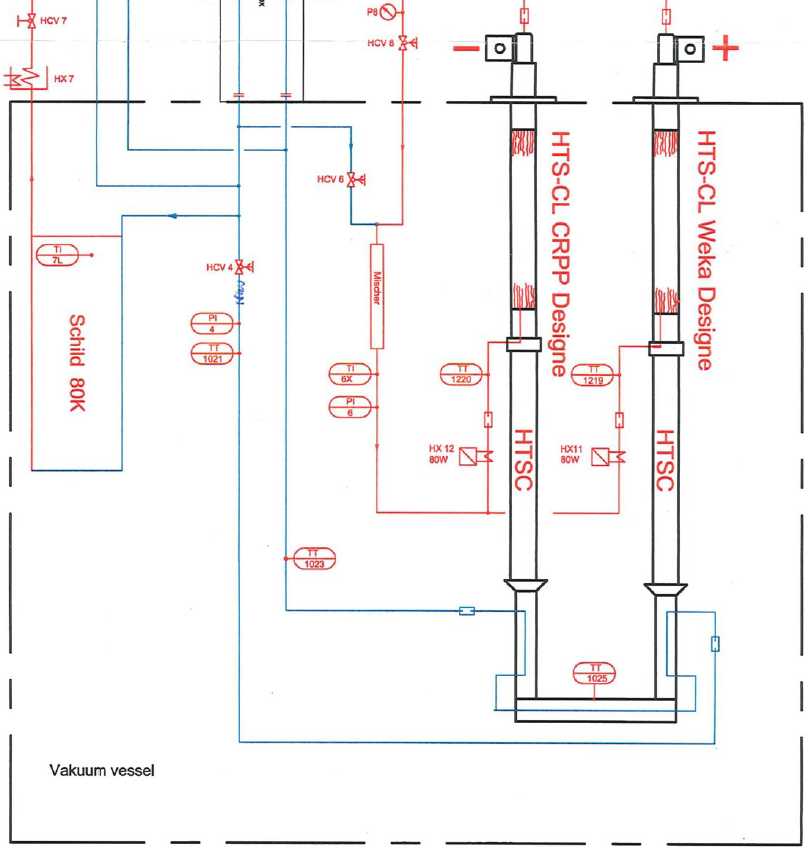 HCV 7
P8
HCV 8
−
+
HX 7
HTS-CL CRPP Designe
HTS-CL Weka Designe
HCV 6
TI
7L
HCV 4
Mischer
Schild 80K
PI
4
TT
1021
TI
6X
PI
6
TT
1220
TT
1219
HX 12
80W
HX11
80W
HTSC
HTSC
TT
1023
TT
1025
Vakuum vessel